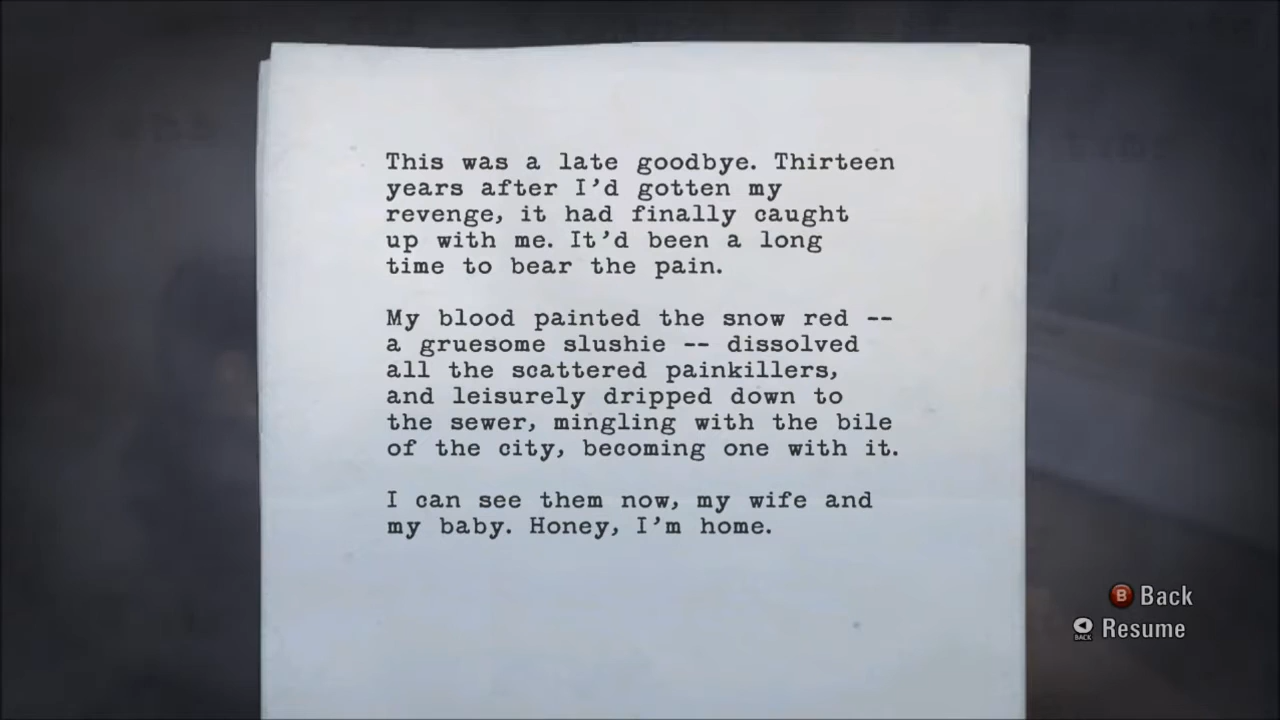 This was a late goodbye. Thirteen
years after I'd gotten my
revenge, it had finally caught
up with me. It'd been a long
time to bear the pain.
My blood painted the snow red --
a gruesome slushie -- dissolved
all the scattered painkillers,
and leisurely dripped down to
the sewer, mingling with the bile
of the city, becoming one with it.
I can see them now, my wife and
my baby. Honey, I'm home.
B Back
BACK Resume